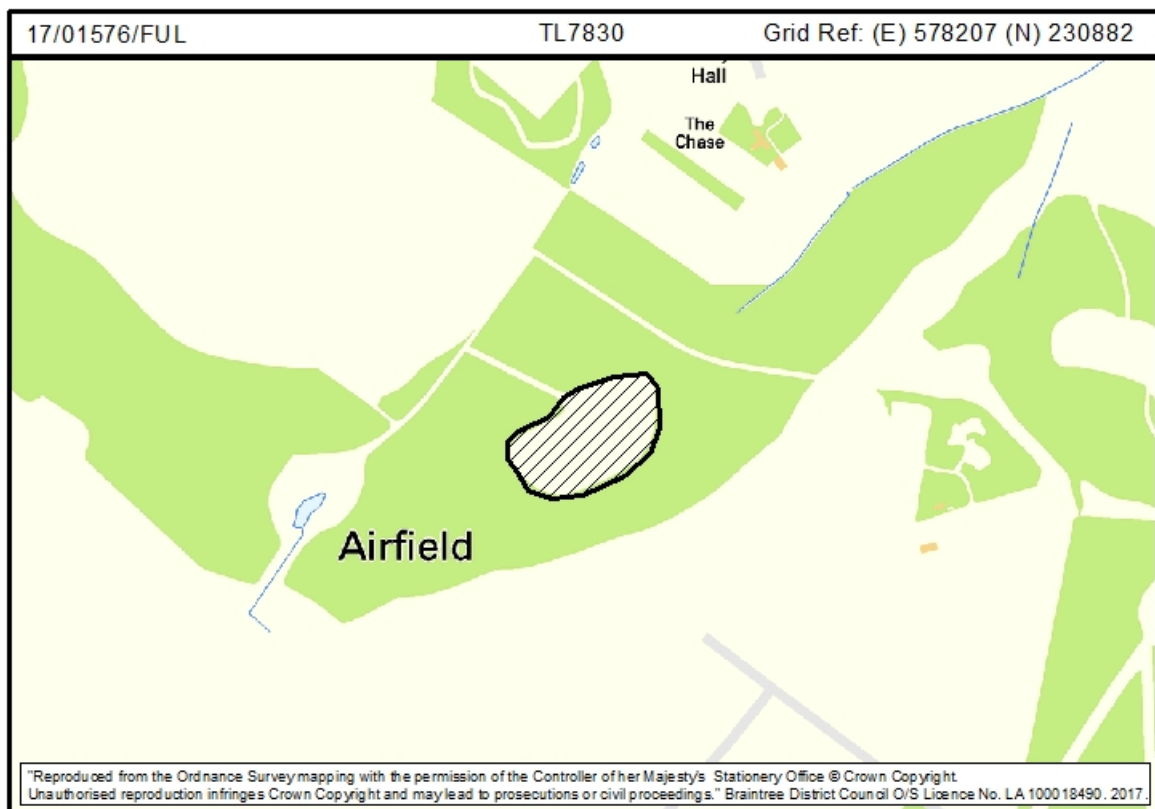 17/01576/FUL TL7830 Grid Ref: (E) 578207 (N) 230882
Hall
The
Chase
Airfield
"Reproduced from the Ordnance Survey mapping with the permission of the Controller of her Majesty's Stationery Office © Crown Copyright.
Unauthorised reproduction infringes Crown Copyright and may lead to prosecutions or civil proceedings." Braintree District Council O/S Licence No. LA 100018490. 2017.